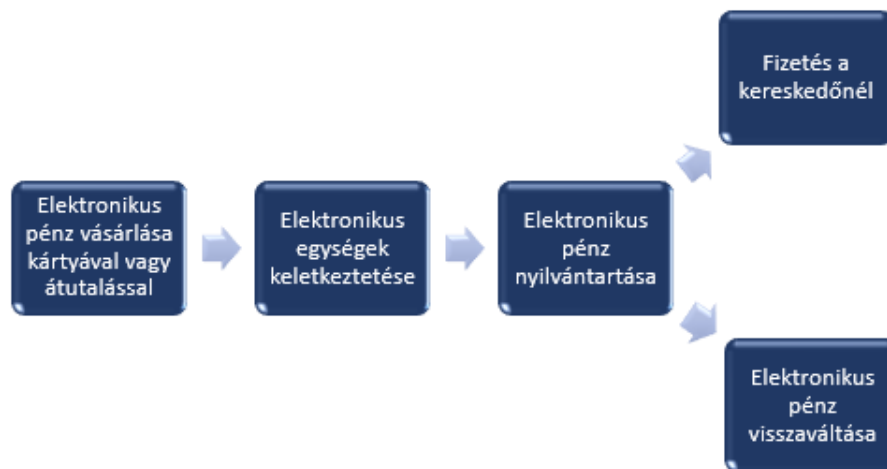 Elektronikus
pénz vásárlása
kártyával vagy
átutalással
Elektronikus
egységek
keletkeztetése
Elektronikus
pénz
nyilvántartása
Fizetés a
kereskedőnél
Elektronikus
pénz
visszaváltása